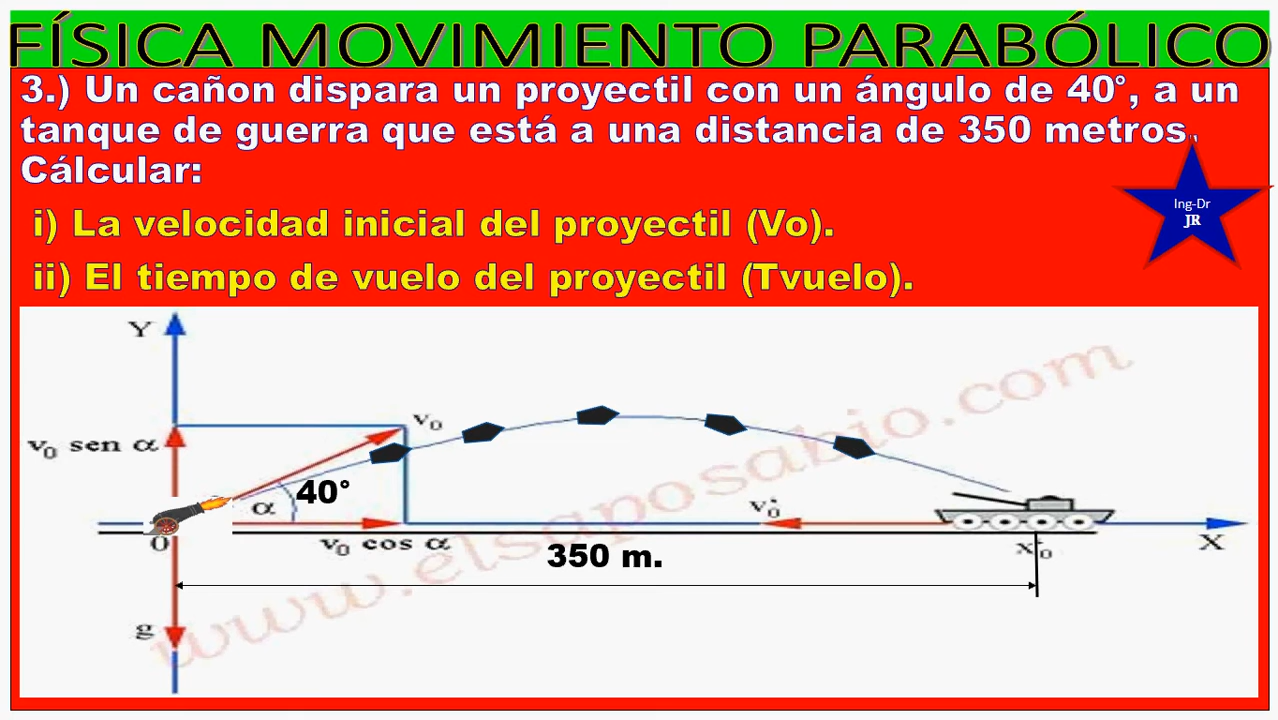 FÍSICA MOVIMIENTO PARABÓLICO
3.) Un cañon dispara un proyectil con un ángulo de 40°, a un
tanque de guerra que está a una distancia de 350 metros.
Cálcular:
Ing-Dr
JR
i) La velocidad inicial del proyectil (Vo).
ii) El tiempo de vuelo del proyectil (Tvuelo).
Y
v₀
v₀ sen α
40°
α
v₀'
0
v₀ cos α
x₀'
X
350 m.
g
www.elsaposabio.com